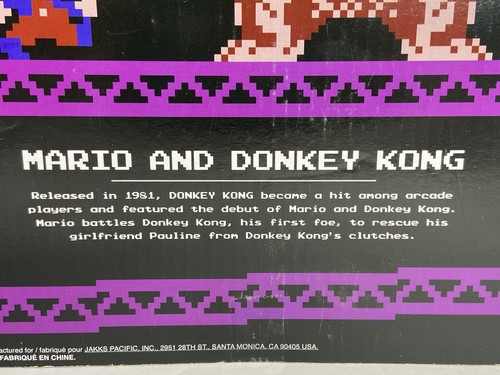 MARIO AND DONKEY KONG
Released in 1981, DONKEY KONG became a hit among arcade
players and featured the debut of Mario and Donkey Kong.
Mario battles Donkey Kong, his first foe, to rescue his
girlfriend Pauline from Donkey Kong's clutches.
for / fabriqué pour JAKKS PACIFIC, INC., 2951 28TH ST., SANTA MONICA, CA 90405 USA.
FABRIQUÉ EN CHINE.